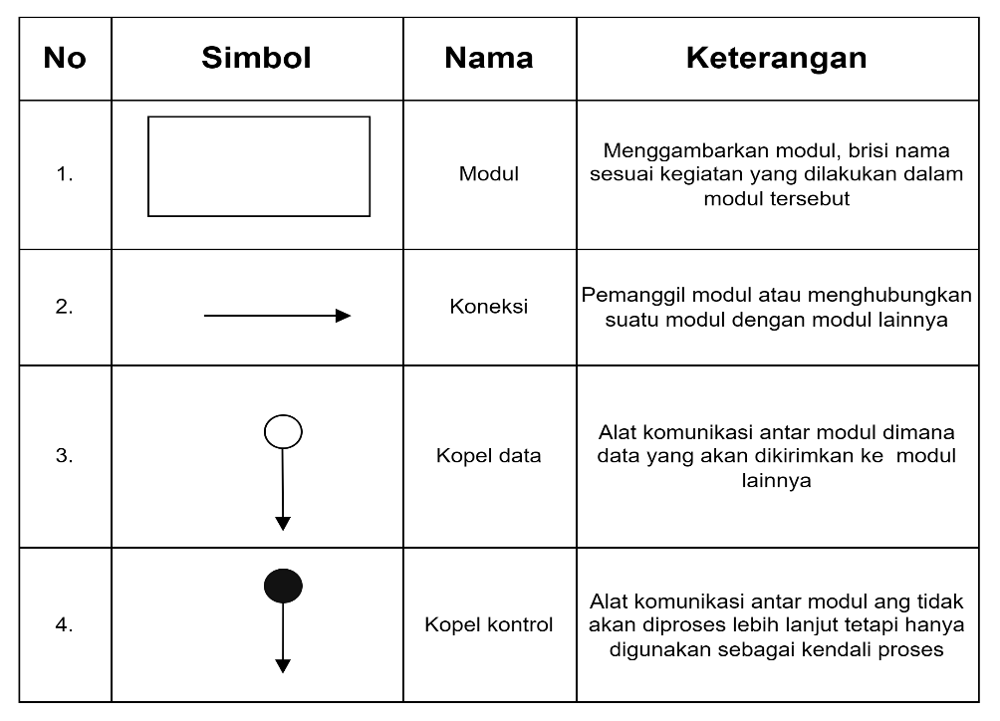 No Simbol Nama Keterangan
1. Modul
Menggambarkan modul, brisi nama
sesuai kegiatan yang dilakukan dalam
modul tersebut
2. Koneksi
Pemanggil modul atau menghubungkan
suatu modul dengan modul lainnya
3. Kopel data
Alat komunikasi antar modul dimana
data yang akan dikirimkan ke modul
lainnya
4. Kopel kontrol
Alat komunikasi antar modul ang tidak
akan diproses lebih lanjut tetapi hanya
digunakan sebagai kendali proses